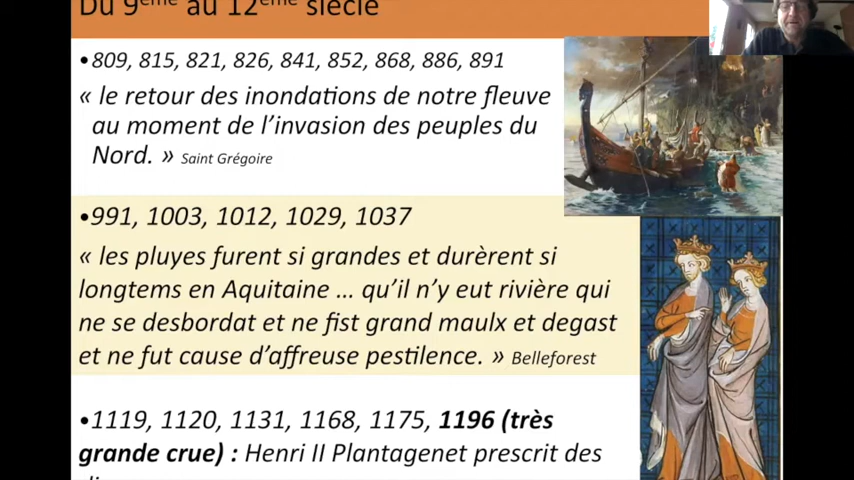 Du 9ème au 12ème siècle
•809, 815, 821, 826, 841, 852, 868, 886, 891
« le retour des inondations de notre fleuve
au moment de l'invasion des peuples du
Nord. » Saint Grégoire
•991, 1003, 1012, 1029, 1037
« les pluyes furent si grandes et durèrent si
longtems en Aquitaine … qu'il n'y eut rivière qui
ne se desbordat et ne fist grand maulx et degast
et ne fut cause d'affreuse pestilence. » Belleforest
•1119, 1120, 1131, 1168, 1175, 1196 (très
grande crue) : Henri II Plantagenet prescrit des